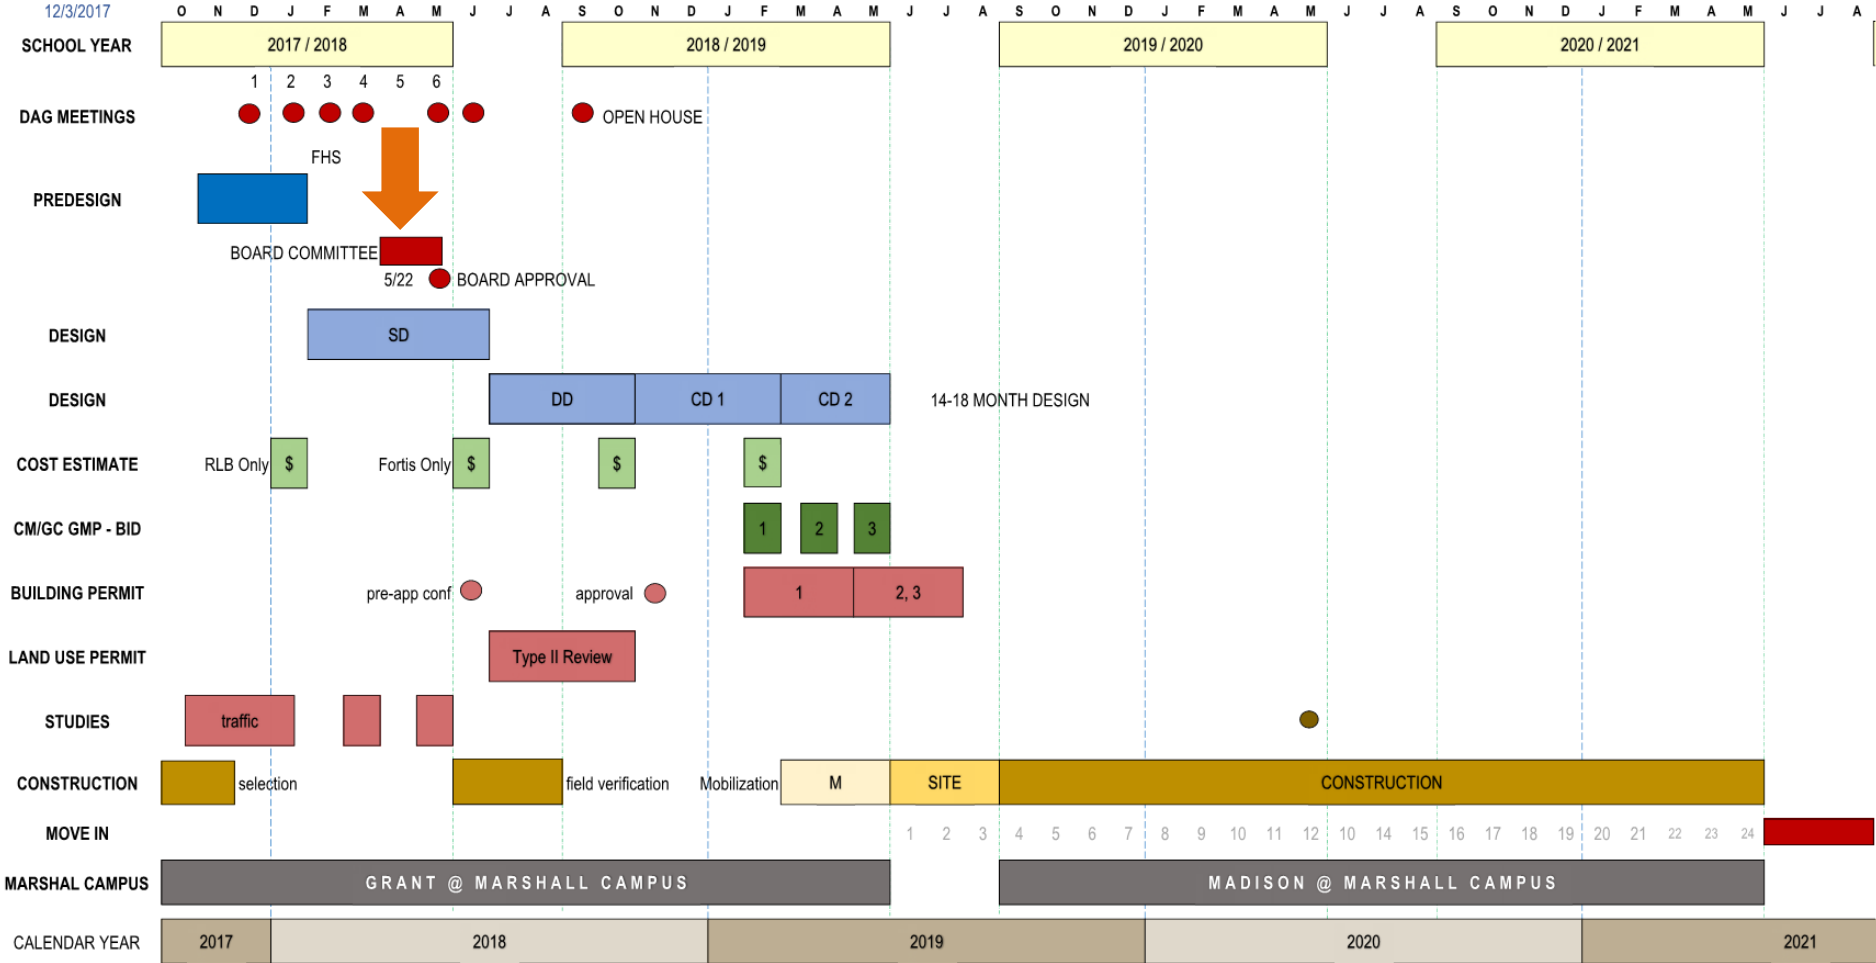 12/3/2017 O N D J F M A M J J A S O N D J F M A M J J A S O N D J F M A M J J A S O N D J F M A M J J A
SCHOOL YEAR 2017 / 2018 2018 / 2019 2019 / 2020 2020 / 2021
1 2 3 4 5 6
DAG MEETINGS OPEN HOUSE
FHS
PREDESIGN
BOARD COMMITTEE
5/22 BOARD APPROVAL
DESIGN SD
DESIGN DD CD 1 CD 2 14-18 MONTH DESIGN
COST ESTIMATE RLB Only $ Fortis Only $ $ $
CM/GC GMP - BID 1 2 3
BUILDING PERMIT pre-app conf approval 1 2, 3
LAND USE PERMIT Type II Review
STUDIES traffic
CONSTRUCTION selection field verification Mobilization M SITE CONSTRUCTION
MOVE IN 1 2 3 4 5 6 7 8 9 10 11 12 10 14 15 16 17 18 19 20 21 22 23 24
MARSHAL CAMPUS GRANT @ MARSHALL CAMPUS MADISON @ MARSHALL CAMPUS
CALENDAR YEAR 2017 2018 2019 2020 2021